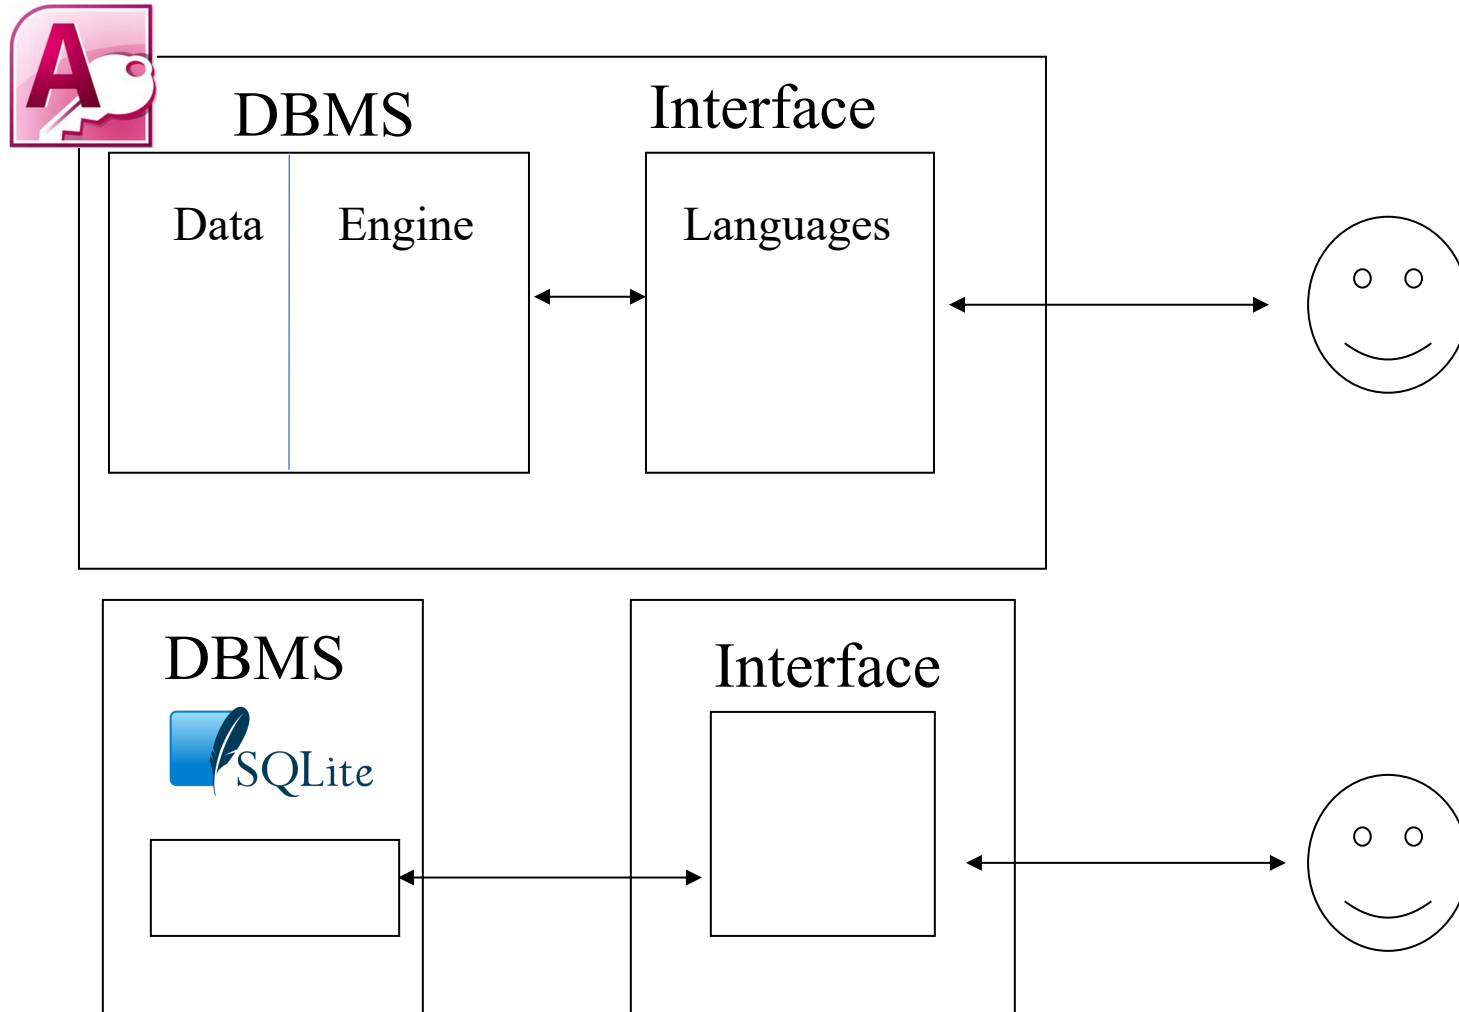 A
DBMS
Interface
Data
Engine
Languages
DBMS
Interface
SQLite